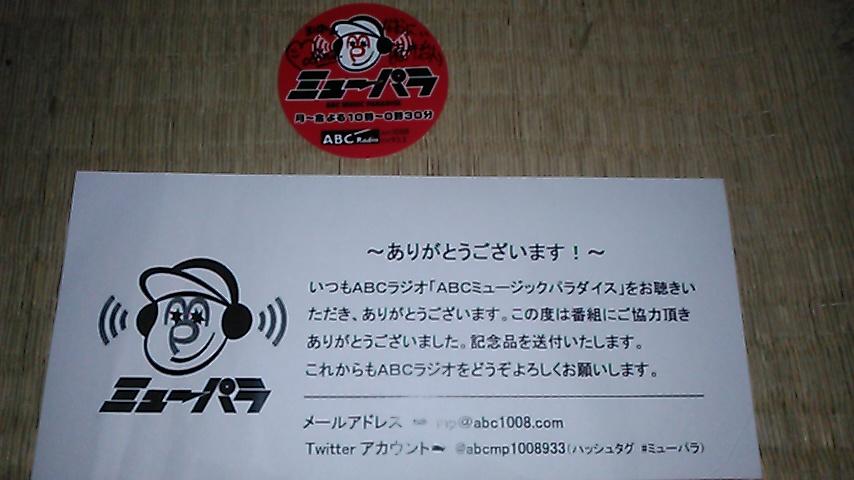 ミューパラ
ABC MUSIC PARADISE
月～金よる10時～0時30分
ABC Radio
～ありがとうございます！～
いつもABCラジオ「ABCミュージックパラダイス」をお聴きい
ただき、ありがとうございます。この度は番組にご協力頂き
ありがとうございました。記念品を送付いたします。
これからもABCラジオをどうぞよろしくお願いします。
ミューパラ
メールアドレス @abc1008.com
Twitter アカウント @abcmp1008933(ハッシュタグ #ミューパラ)